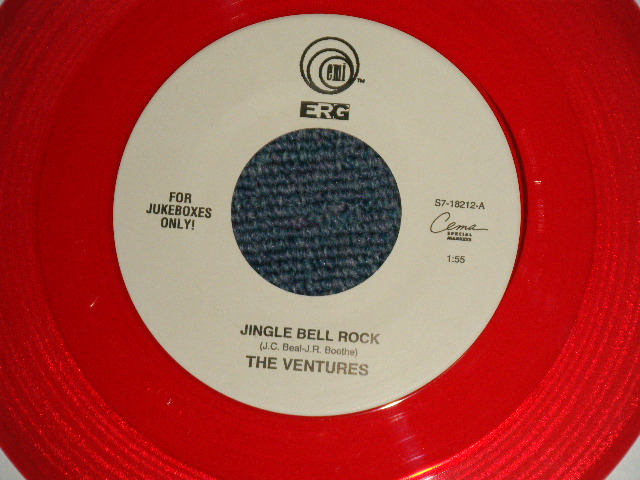 emi
TM
ERG
FOR
JUKEBOXES
ONLY!
S7-18212-A
Cema
SPECIAL
MARKETS
1:55
JINGLE BELL ROCK
(J.C. Beal-J.R. Boothe)
THE VENTURES